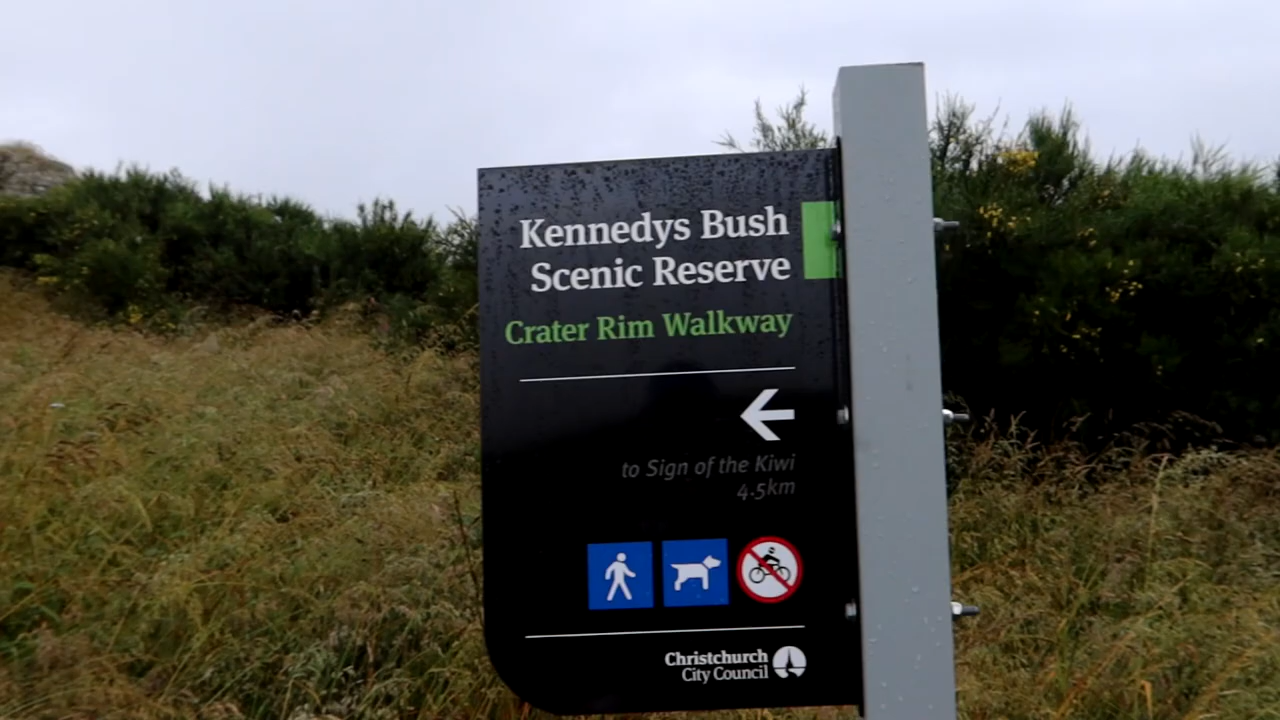 Kennedys Bush
Scenic Reserve
Crater Rim Walkway
to Sign of the Kiwi
4·5km
Christchurch
City Council